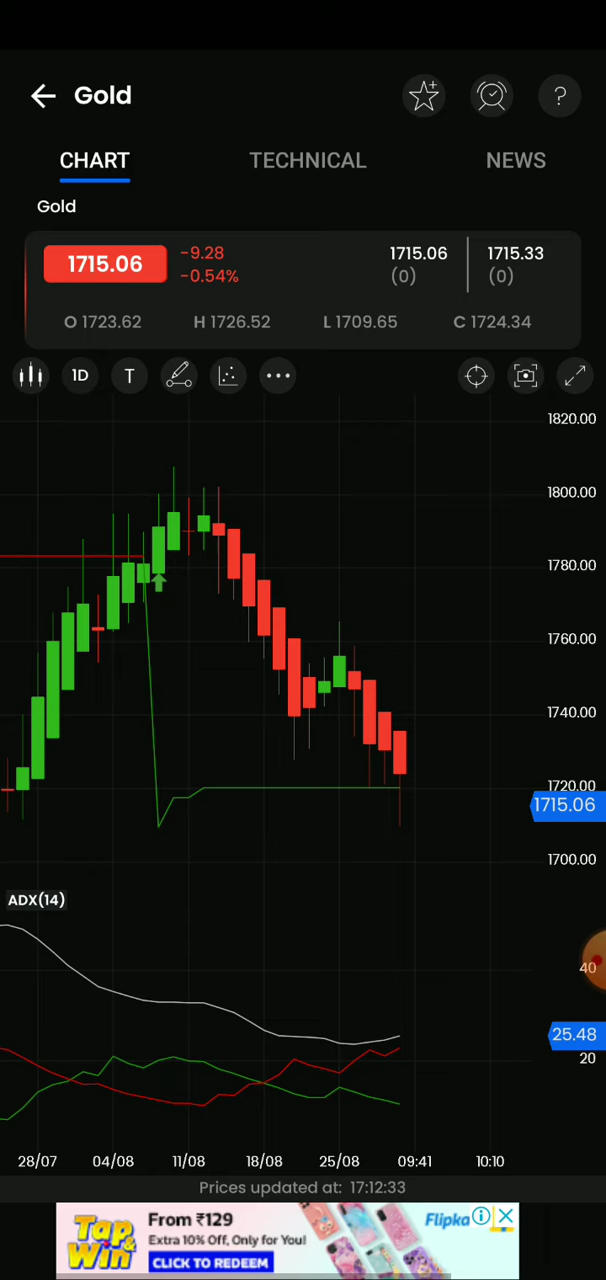 Gold
CHART TECHNICAL NEWS
Gold
1715.06 -9.28 -0.54% 1715.06 (0) 1715.33 (0)
O 1723.62 H 1726.52 L 1709.65 C 1724.34
1D T
1820.00
1800.00
1780.00
1760.00
1740.00
1720.00
1715.06
1700.00
ADX(14)
40
25.48
20
28/07 04/08 11/08 18/08 25/08 09:41 10:10
Prices updated at: 17:12:33
Tap & Win
From ₹129
Extra 10% Off, Only for You!
CLICK TO REDEEM